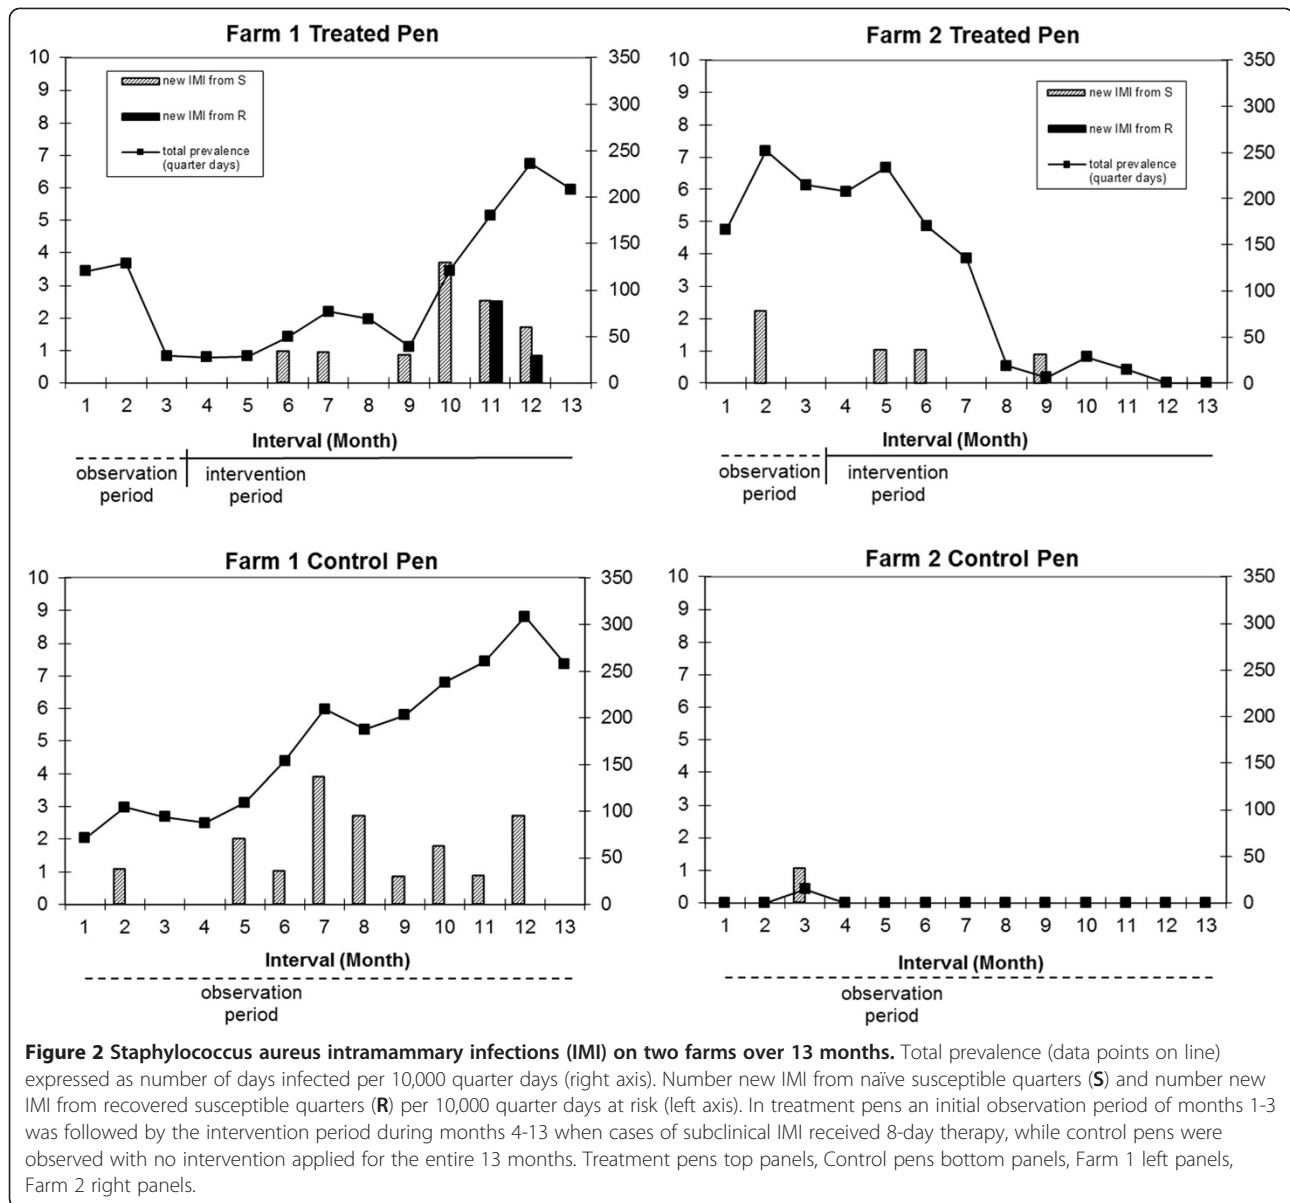 Farm 1 Treated Pen
10
9
8
7
6
5
4
3
2
1
0
350
300
250
200
150
100
50
0
new IMI from S
new IMI from R
total prevalence
(quarter days)
1 2 3 4 5 6 7 8 9 10 11 12 13
Interval (Month)
observation
period
intervention
period
Farm 2 Treated Pen
10
9
8
7
6
5
4
3
2
1
0
350
300
250
200
150
100
50
0
new IMI from S
new IMI from R
total prevalence
(quarter days)
1 2 3 4 5 6 7 8 9 10 11 12 13
Interval (Month)
observation
period
intervention
period
Farm 1 Control Pen
10
9
8
7
6
5
4
3
2
1
0
350
300
250
200
150
100
50
0
1 2 3 4 5 6 7 8 9 10 11 12 13
Interval (Month)
observation
period
Farm 2 Control Pen
10
9
8
7
6
5
4
3
2
1
0
350
300
250
200
150
100
50
0
1 2 3 4 5 6 7 8 9 10 11 12 13
Interval (Month)
observation
period
Figure 2 Staphylococcus aureus intramammary infections (IMI) on two farms over 13 months. Total prevalence (data points on line)
expressed as number of days infected per 10,000 quarter days (right axis). Number new IMI from naïve susceptible quarters (S) and number new
IMI from recovered susceptible quarters (R) per 10,000 quarter days at risk (left axis). In treatment pens an initial observation period of months 1-3
was followed by the intervention period during months 4-13 when cases of subclinical IMI received 8-day therapy, while control pens were
observed with no intervention applied for the entire 13 months. Treatment pens top panels, Control pens bottom panels, Farm 1 left panels,
Farm 2 right panels.